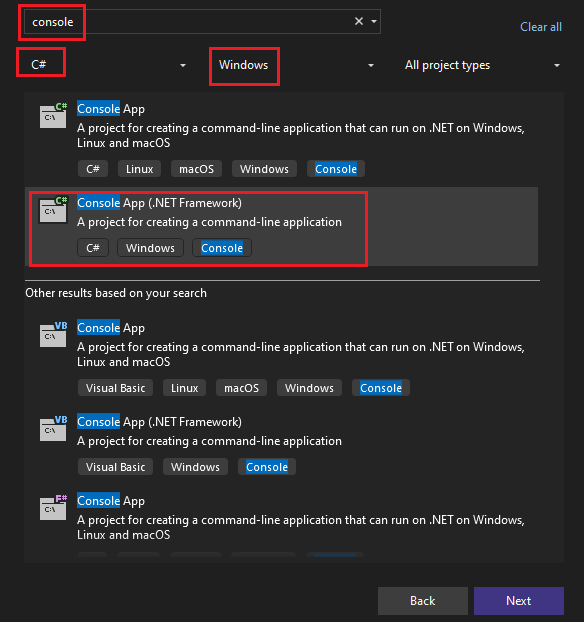 console
Clear all
C# Windows All project types
C#
C:\
Console App
A project for creating a command-line application that can run on .NET on Windows,
Linux and macOS
C# Linux macOS Windows Console
C#
C:\
Console App (.NET Framework)
A project for creating a command-line application
C# Windows Console
Other results based on your search
VB
C:\
Console App
A project for creating a command-line application that can run on .NET on Windows,
Linux and macOS
Visual Basic Linux macOS Windows Console
VB
C:\
Console App (.NET Framework)
A project for creating a command-line application
Visual Basic Windows Console
F#
C:\
Console App
A project for creating a command-line application that can run on .NET on Windows,
Linux and macOS
Back Next